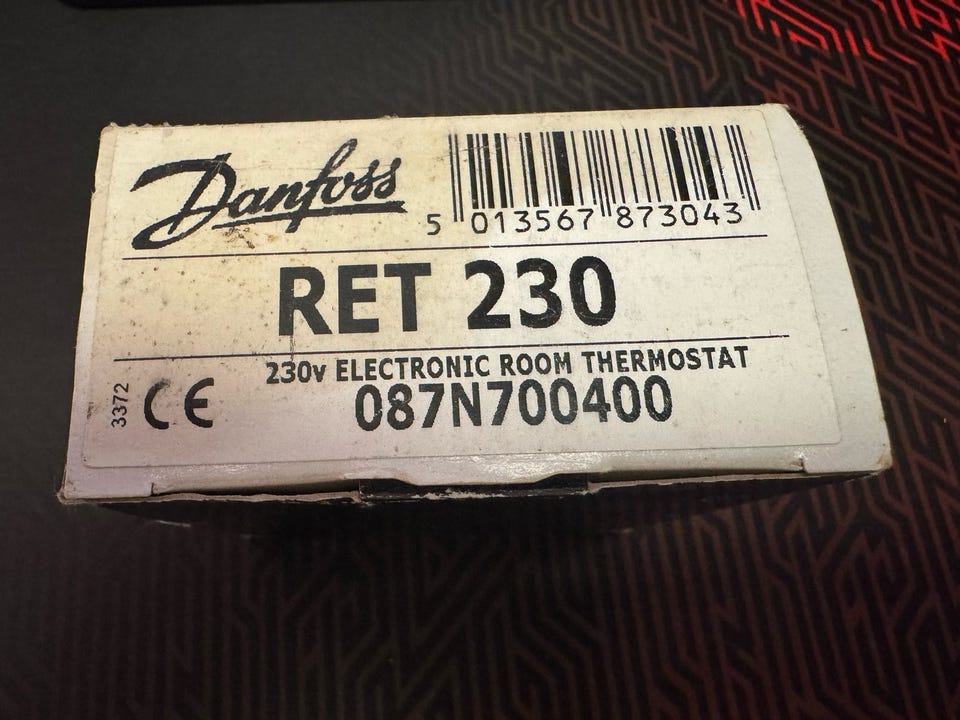 Danfoss
5 013567 873043
RET 230
230v ELECTRONIC ROOM THERMOSTAT
3372 CE 087N700400